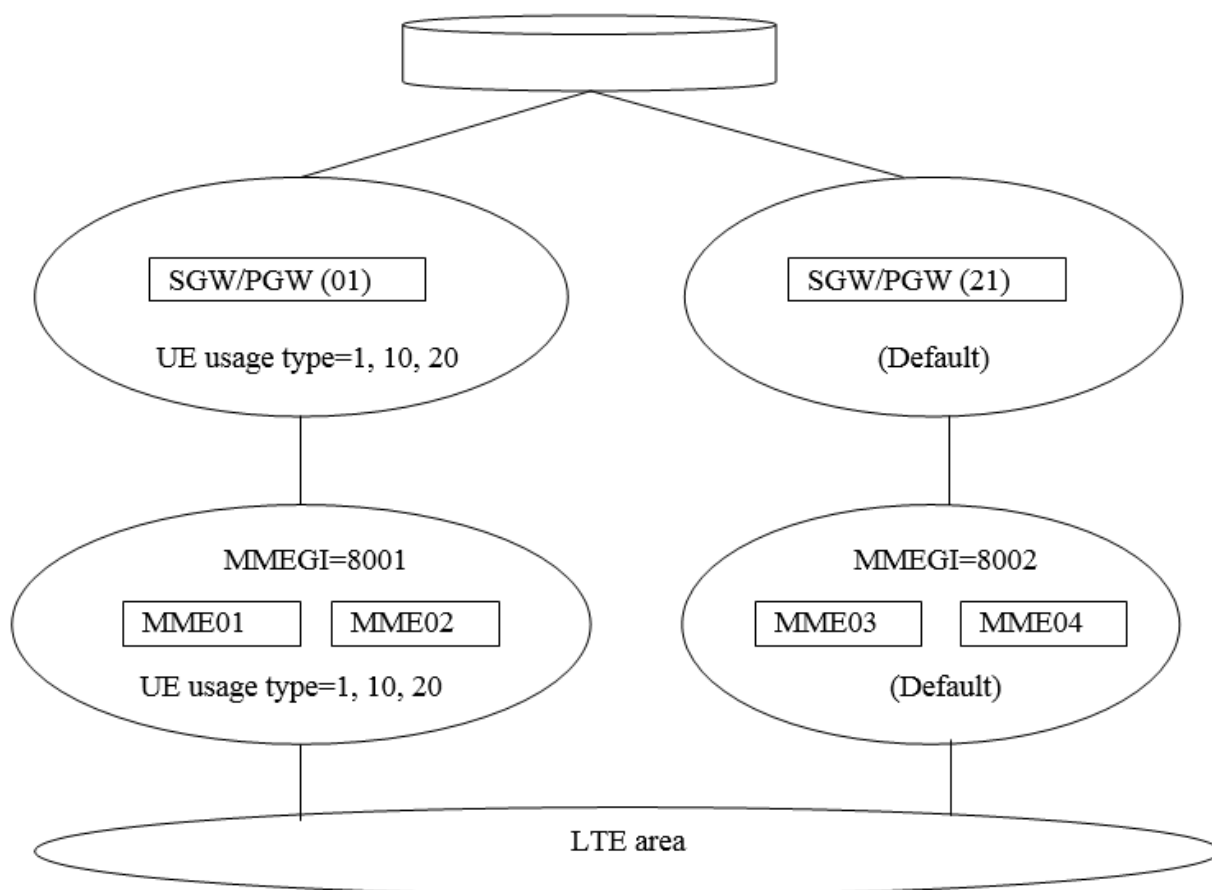 SGW/PGW (01)
UE usage type=1, 10, 20
SGW/PGW (21)
(Default)
MMEGI=8001
MME01
MME02
UE usage type=1, 10, 20
MMEGI=8002
MME03
MME04
(Default)
LTE area